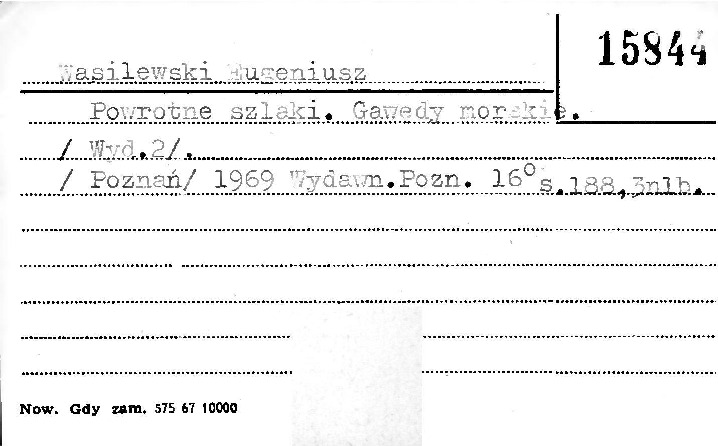 15844
Wasilewski Eugeniusz
Powrotne szlaki. Gawędy morskie.
/ Wyd.2/.
/ Poznań/ 1969 Wydawn.Pozn. 16° s.188,3nlb.
Now. Gdy zam. 575 67 10000